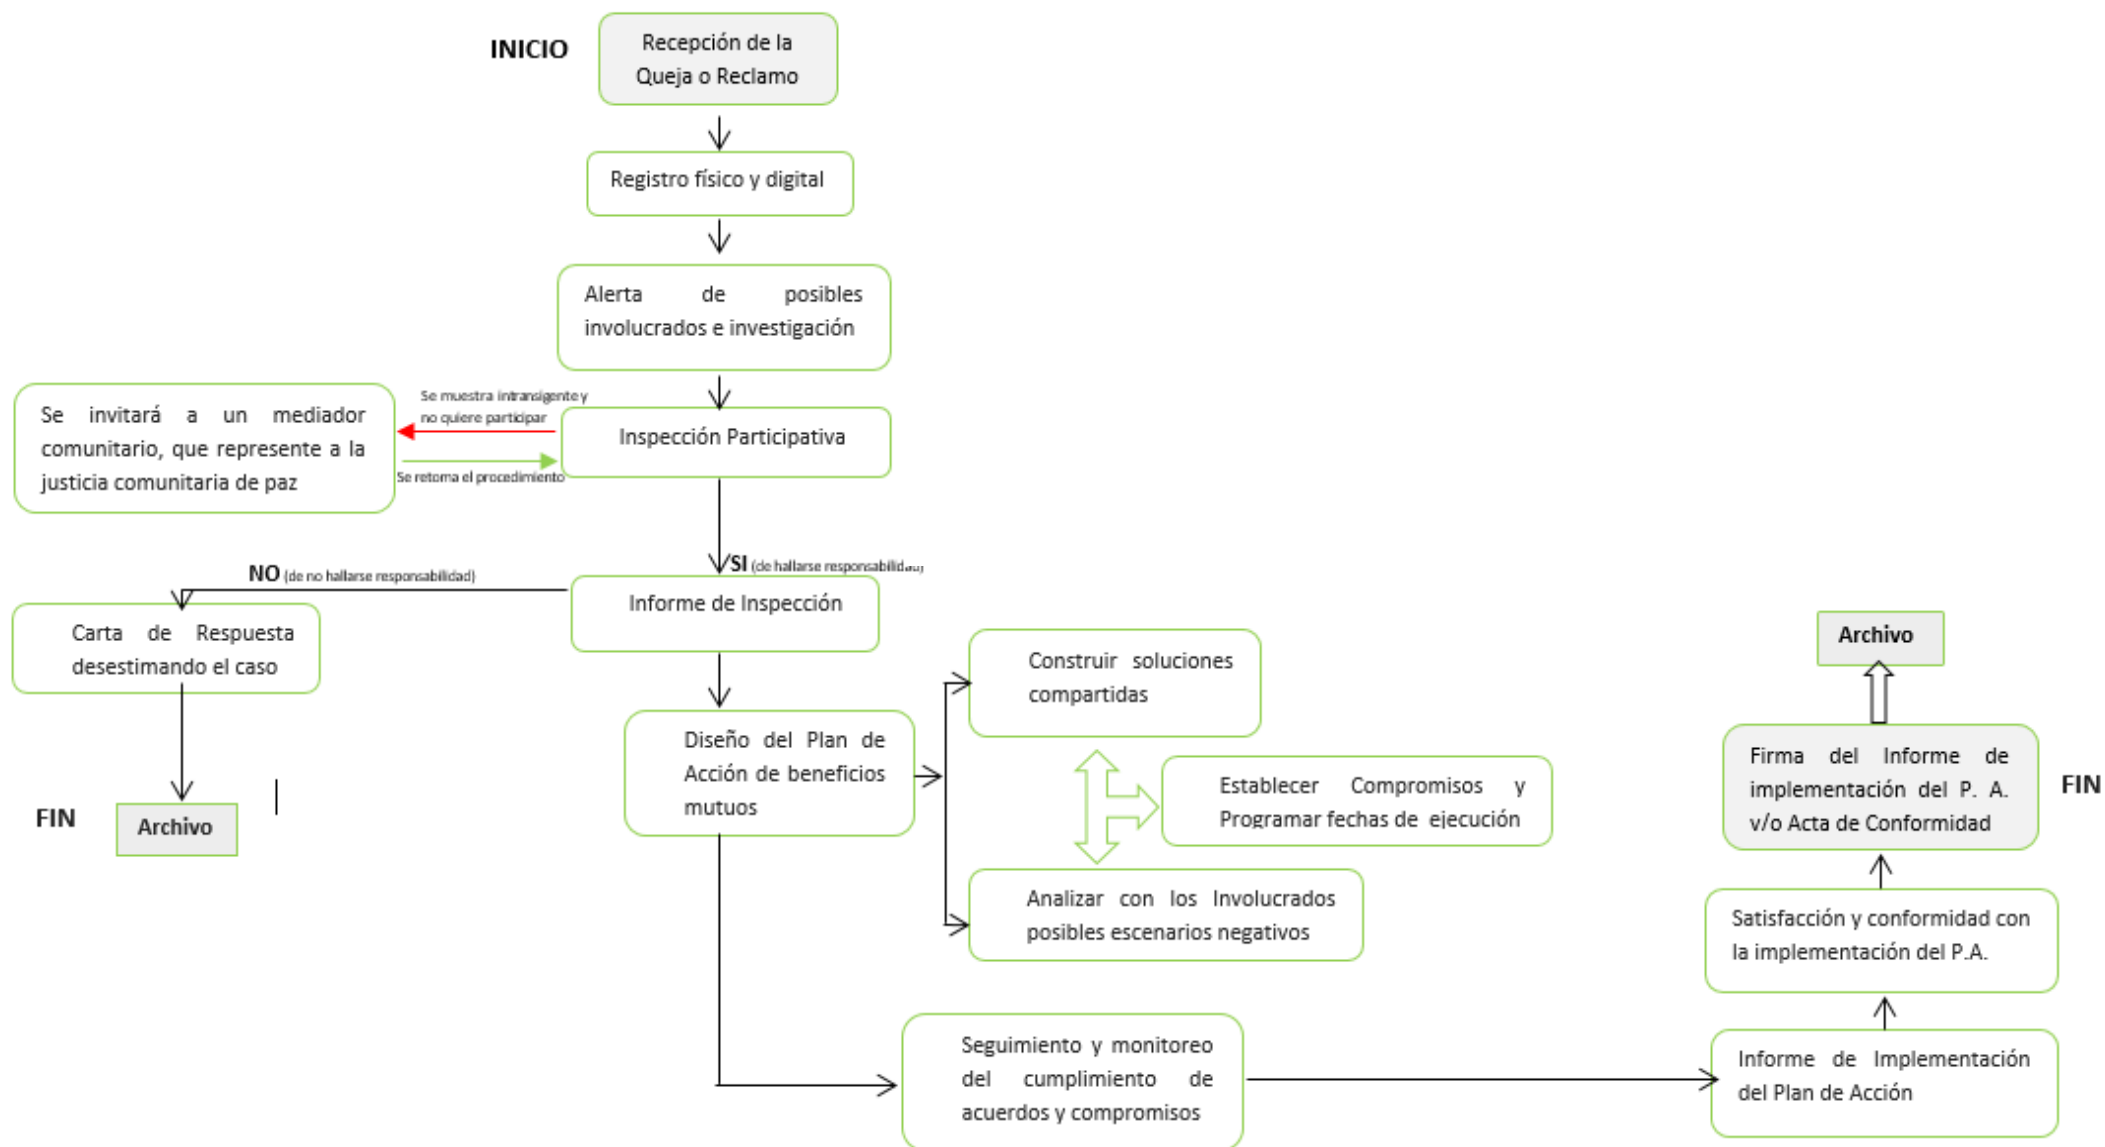 INICIO
Recepción de la
Queja o Reclamo
Registro físico y digital
Alerta de posibles
involucrados e investigación
Se muestra intransigente y
no quiere participar
Se invitará a un mediador
comunitario, que represente a la
justicia comunitaria de paz
Inspección Participativa
Se retoma el procedimiento
NO (de no hallarse responsabilidad)
SI (de hallarse responsabilidad)
Informe de Inspección
Carta de Respuesta
desestimando el caso
FIN
Archivo
Diseño del Plan de
Acción de beneficios
mutuos
Construir soluciones
compartidas
Establecer Compromisos y
Programar fechas de ejecución
Analizar con los Involucrados
posibles escenarios negativos
Seguimiento y monitoreo
del cumplimiento de
acuerdos y compromisos
Informe de Implementación
del Plan de Acción
Satisfacción y conformidad con
la implementación del P.A.
Firma del Informe de
implementación del P. A.
y/o Acta de Conformidad
FIN
Archivo